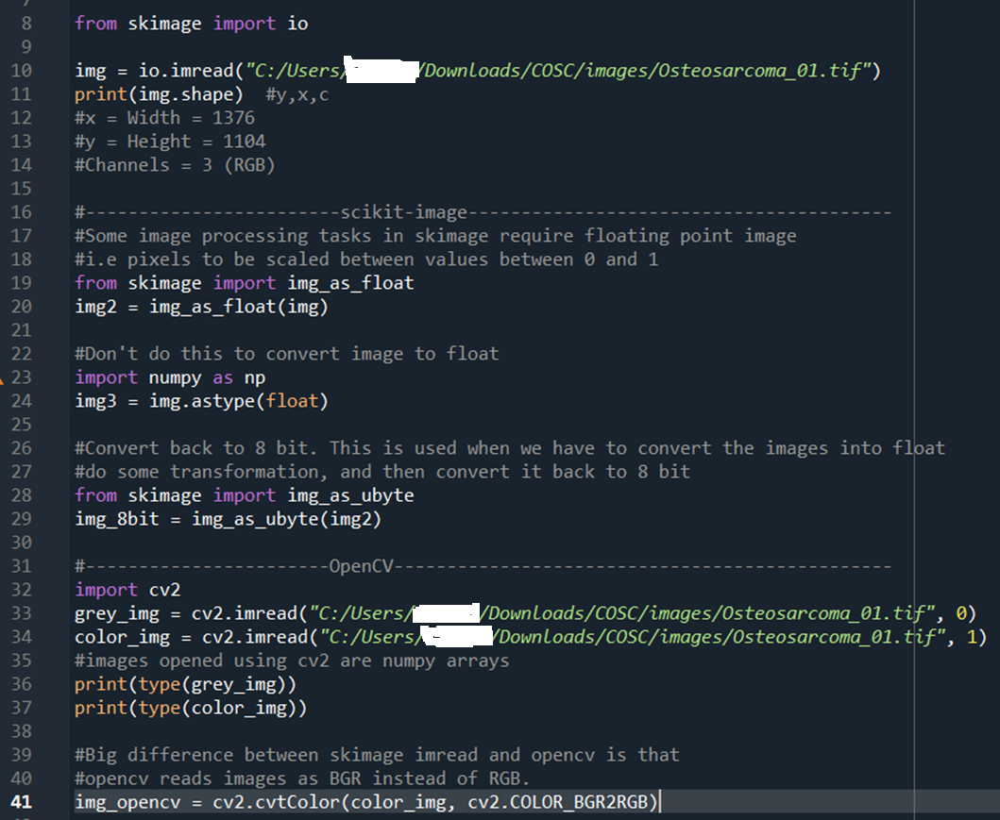 8 from skimage import io
9
10 img = io.imread("C:/Users/ /Downloads/COSC/images/Osteosarcoma_01.tif")
11 print(img.shape)  #y,x,c
12 #x = Width = 1376
13 #y = Height = 1104
14 #Channels = 3 (RGB)
15
16 #------------------------scikit-image----------------------------------------
17 #Some image processing tasks in skimage require floating point image
18 #i.e pixels to be scaled between values between 0 and 1
19 from skimage import img_as_float
20 img2 = img_as_float(img)
21
22 #Don't do this to convert image to float
23 import numpy as np
24 img3 = img.astype(float)
25
26 #Convert back to 8 bit. This is used when we have to convert the images into float
27 #do some transformation, and then convert it back to 8 bit
28 from skimage import img_as_ubyte
29 img_8bit = img_as_ubyte(img2)
30
31 #-----------------------OpenCV-----------------------------------------------
32 import cv2
33 grey_img = cv2.imread("C:/Users/ /Downloads/COSC/images/Osteosarcoma_01.tif", 0)
34 color_img = cv2.imread("C:/Users/ /Downloads/COSC/images/Osteosarcoma_01.tif", 1)
35 #images opened using cv2 are numpy arrays
36 print(type(grey_img))
37 print(type(color_img))
38
39 #Big difference between skimage imread and opencv is that
40 #opencv reads images as BGR instead of RGB.
41 img_opencv = cv2.cvtColor(color_img, cv2.COLOR_BGR2RGB)